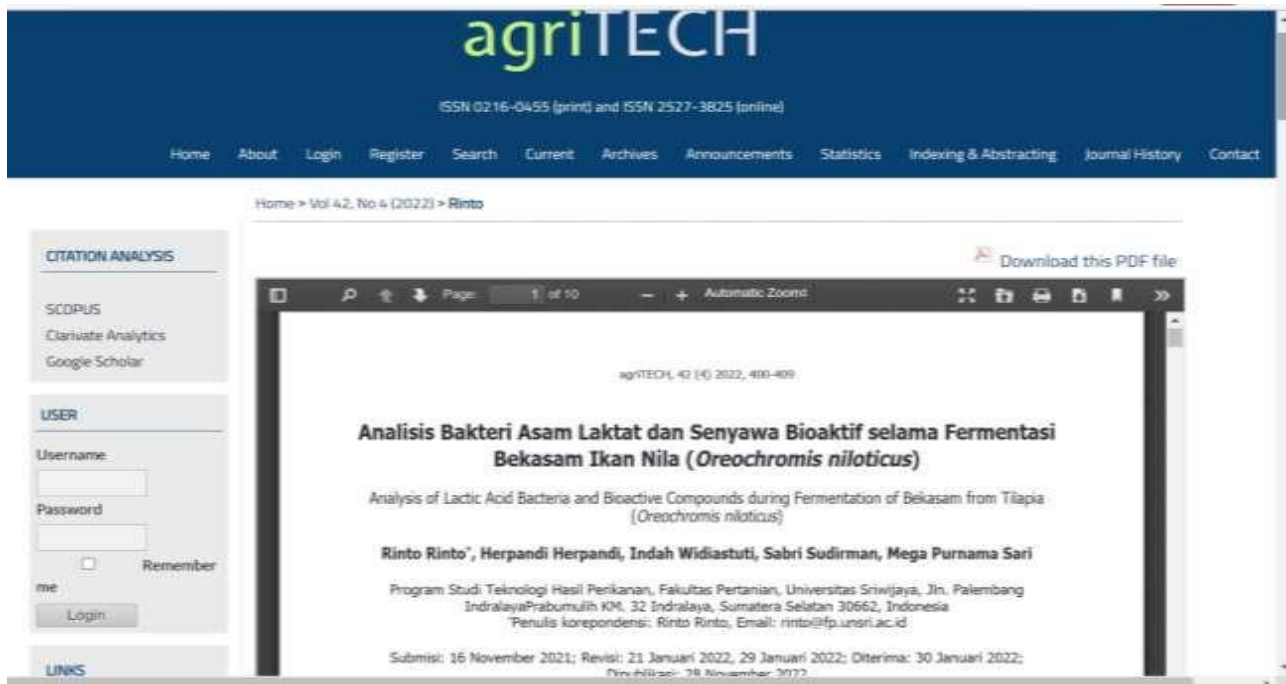 agriTECH
ISSN 0216-0455 (print) and ISSN 2527-3825 (online)
Home About Login Register Search Current Archives Announcements Statistics Indexing & Abstracting Journal History Contact
Home > Vol 42, No 4 (2022) > Rinto
CITATION ANALYSIS
SCOPUS
Clarivate Analytics
Google Scholar
USER
Username
Password
Remember
me
Login
LINKS
Download this PDF file
Page: 1 of 10 Automatic Zoom
agriTECH, 42 (4) 2022, 400-409
Analisis Bakteri Asam Laktat dan Senyawa Bioaktif selama Fermentasi
Bekasam Ikan Nila (Oreochromis niloticus)
Analysis of Lactic Acid Bacteria and Bioactive Compounds during Fermentation of Bekasam from Tilapia
(Oreochromis niloticus)
Rinto Rinto*, Herpandi Herpandi, Indah Widiastuti, Sabri Sudirman, Mega Purnama Sari
Program Studi Teknologi Hasil Perikanan, Fakultas Pertanian, Universitas Sriwijaya, Jln. Palembang
IndralayaPrabumulih KM. 32 Indralaya, Sumatera Selatan 30662, Indonesia
*Penulis korepondensi: Rinto Rinto, Email: rinto@fp.unsri.ac.id
Submisi: 16 November 2021; Revisi: 21 Januari 2022, 29 Januari 2022; Diterima: 30 Januari 2022;
Dipublikasi: 28 November 2022